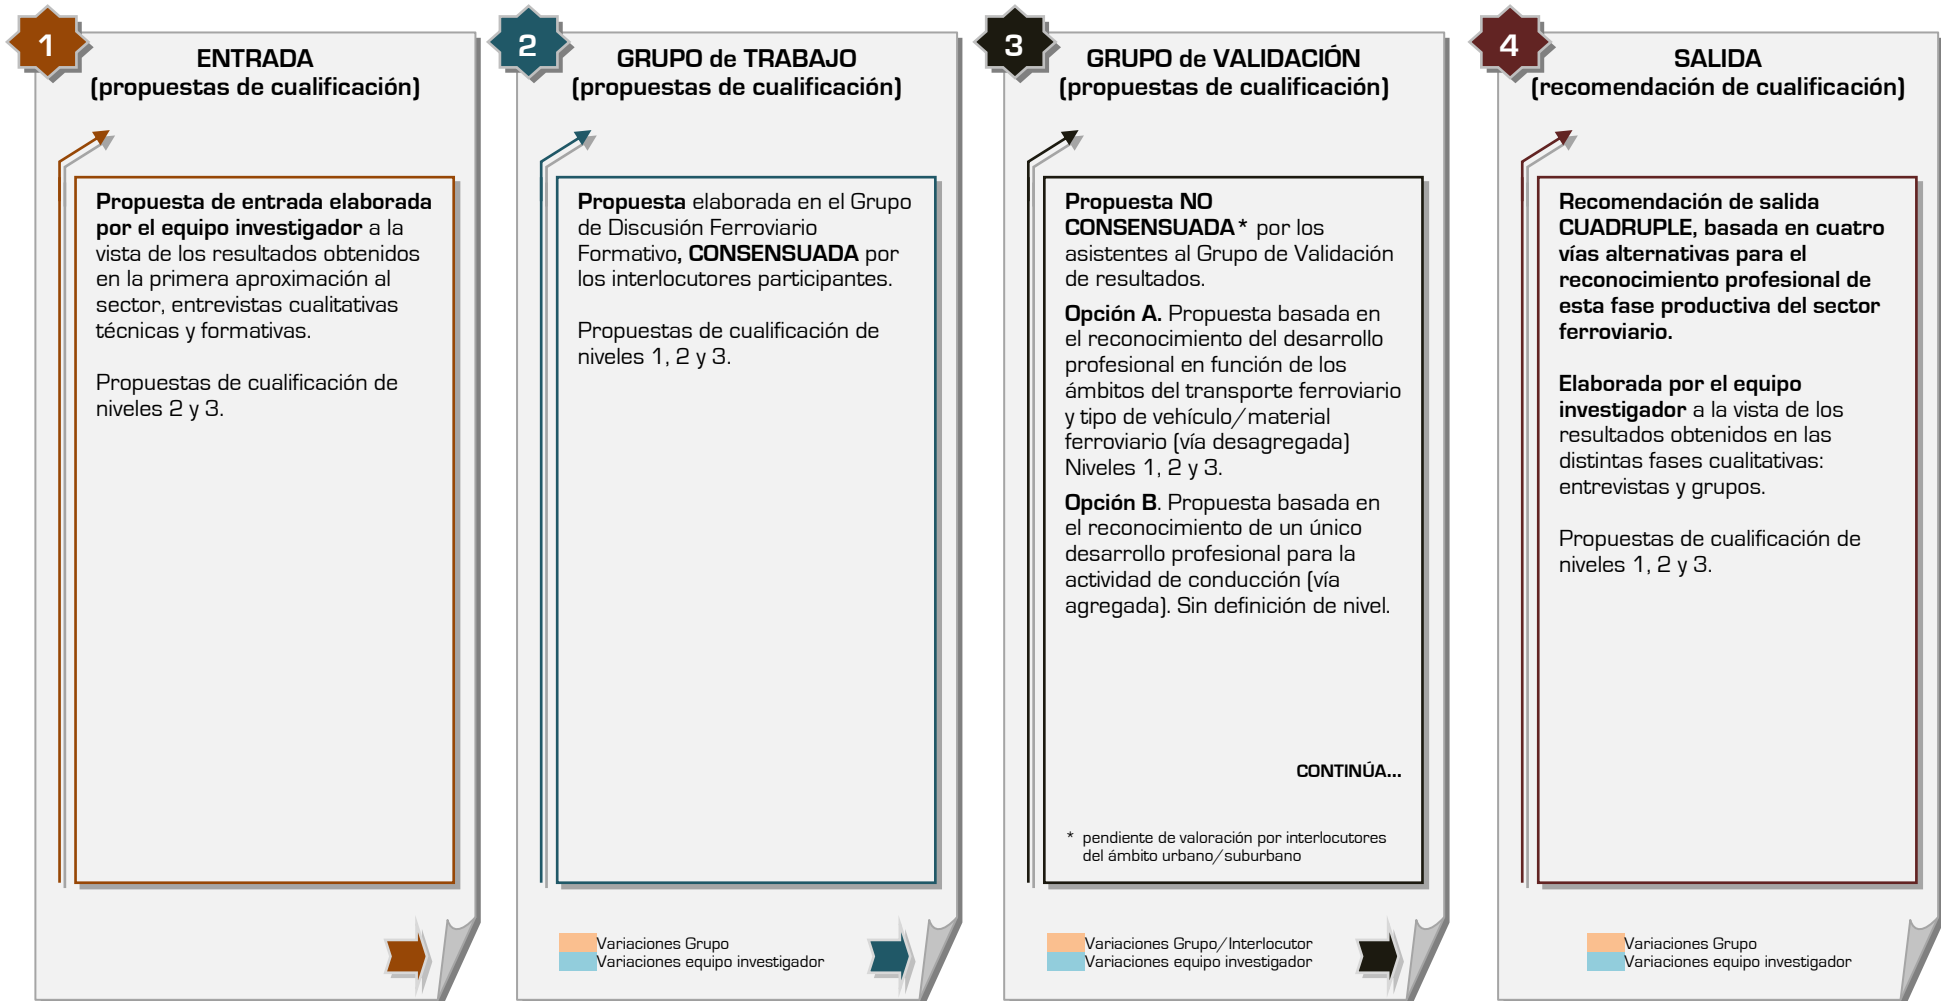 1
ENTRADA
(propuestas de cualificación)
Propuesta de entrada elaborada
por el equipo investigador a la
vista de los resultados obtenidos
en la primera aproximación al
sector, entrevistas cualitativas
técnicas y formativas.
Propuestas de cualificación de
niveles 2 y 3.
2
GRUPO de TRABAJO
(propuestas de cualificación)
Propuesta elaborada en el Grupo
de Discusión Ferroviario
Formativo, CONSENSUADA por
los interlocutores participantes.
Propuestas de cualificación de
niveles 1, 2 y 3.
Variaciones Grupo
Variaciones equipo investigador
3
GRUPO de VALIDACIÓN
(propuestas de cualificación)
Propuesta NO
CONSENSUADA* por los
asistentes al Grupo de Validación
de resultados.
Opción A. Propuesta basada en
el reconocimiento del desarrollo
profesional en función de los
ámbitos del transporte ferroviario
y tipo de vehículo/material
ferroviario (vía desagregada)
Niveles 1, 2 y 3.
Opción B. Propuesta basada en
el reconocimiento de un único
desarrollo profesional para la
actividad de conducción (vía
agregada). Sin definición de nivel.
CONTINÚA...
* pendiente de valoración por interlocutores
del ámbito urbano/suburbano
Variaciones Grupo/Interlocutor
Variaciones equipo investigador
4
SALIDA
(recomendación de cualificación)
Recomendación de salida
CUADRUPLE, basada en cuatro
vías alternativas para el
reconocimiento profesional de
esta fase productiva del sector
ferroviario.
Elaborada por el equipo
investigador a la vista de los
resultados obtenidos en las
distintas fases cualitativas:
entrevistas y grupos.
Propuestas de cualificación de
niveles 1, 2 y 3.
Variaciones Grupo
Variaciones equipo investigador